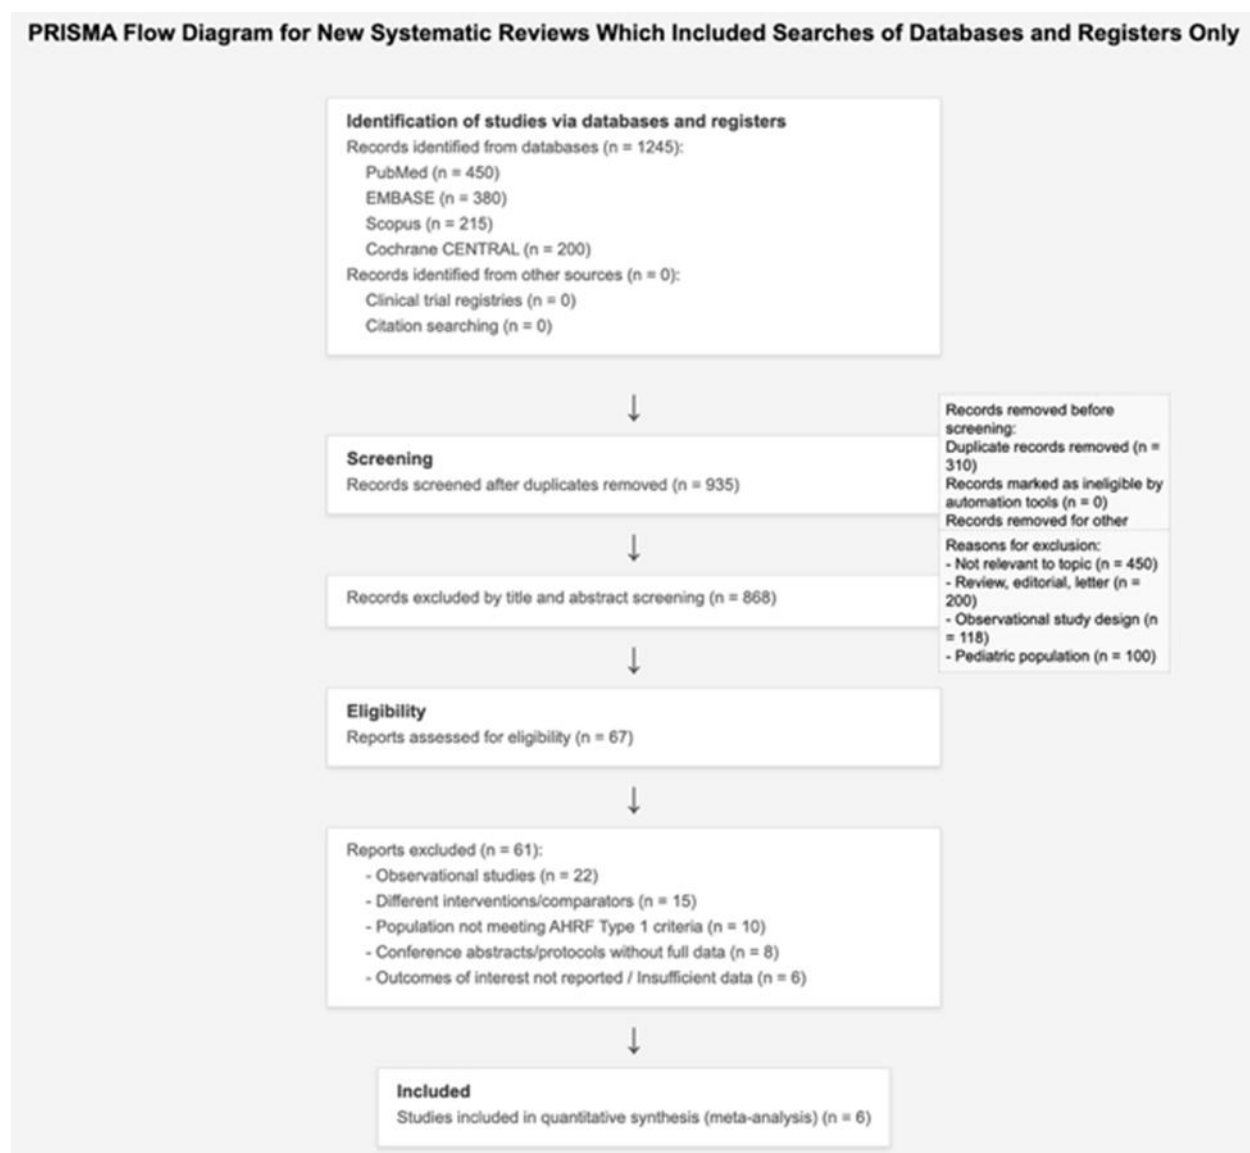 PRISMA Flow Diagram for New Systematic Reviews Which Included Searches of Databases and Registers Only
Identification of studies via databases and registers
Records identified from databases (n = 1245):
PubMed (n = 450)
EMBASE (n = 380)
Scopus (n = 215)
Cochrane CENTRAL (n = 200)
Records identified from other sources (n = 0):
Clinical trial registries (n = 0)
Citation searching (n = 0)
↓
Records removed before
screening:
Duplicate records removed (n =
310)
Records marked as ineligible by
automation tools (n = 0)
Records removed for other
Screening
Records screened after duplicates removed (n = 935)
↓
Records excluded by title and abstract screening (n = 868)
Reasons for exclusion:
- Not relevant to topic (n = 450)
- Review, editorial, letter (n =
200)
- Observational study design (n
= 118)
- Pediatric population (n = 100)
↓
Eligibility
Reports assessed for eligibility (n = 67)
↓
Reports excluded (n = 61):
- Observational studies (n = 22)
- Different interventions/comparators (n = 15)
- Population not meeting AHRF Type 1 criteria (n = 10)
- Conference abstracts/protocols without full data (n = 8)
- Outcomes of interest not reported / Insufficient data (n = 6)
↓
Included
Studies included in quantitative synthesis (meta-analysis) (n = 6)